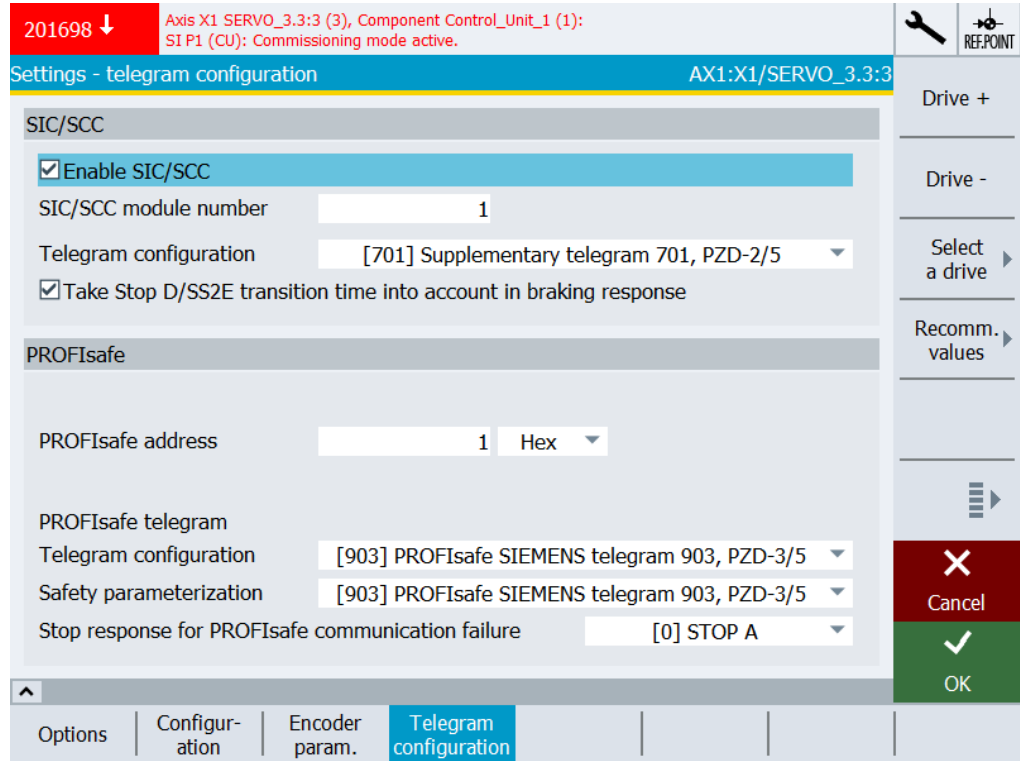 201698
Axis X1 SERVO_3.3:3 (3), Component Control_Unit_1 (1):
SI P1 (CU): Commissioning mode active.
REF.POINT
Settings - telegram configuration
AX1:X1/SERVO_3.3:3
Drive +
SIC/SCC
Enable SIC/SCC
Drive -
SIC/SCC module number
1
Telegram configuration
[701] Supplementary telegram 701, PZD-2/5
Select
a drive
Take Stop D/SS2E transition time into account in braking response
Recomm.
values
PROFIsafe
PROFIsafe address
1
Hex
PROFIsafe telegram
Telegram configuration
[903] PROFIsafe SIEMENS telegram 903, PZD-3/5
Safety parameterization
[903] PROFIsafe SIEMENS telegram 903, PZD-3/5
Cancel
Stop response for PROFIsafe communication failure
[0] STOP A
OK
Options
Configur-
ation
Encoder
param.
Telegram
configuration